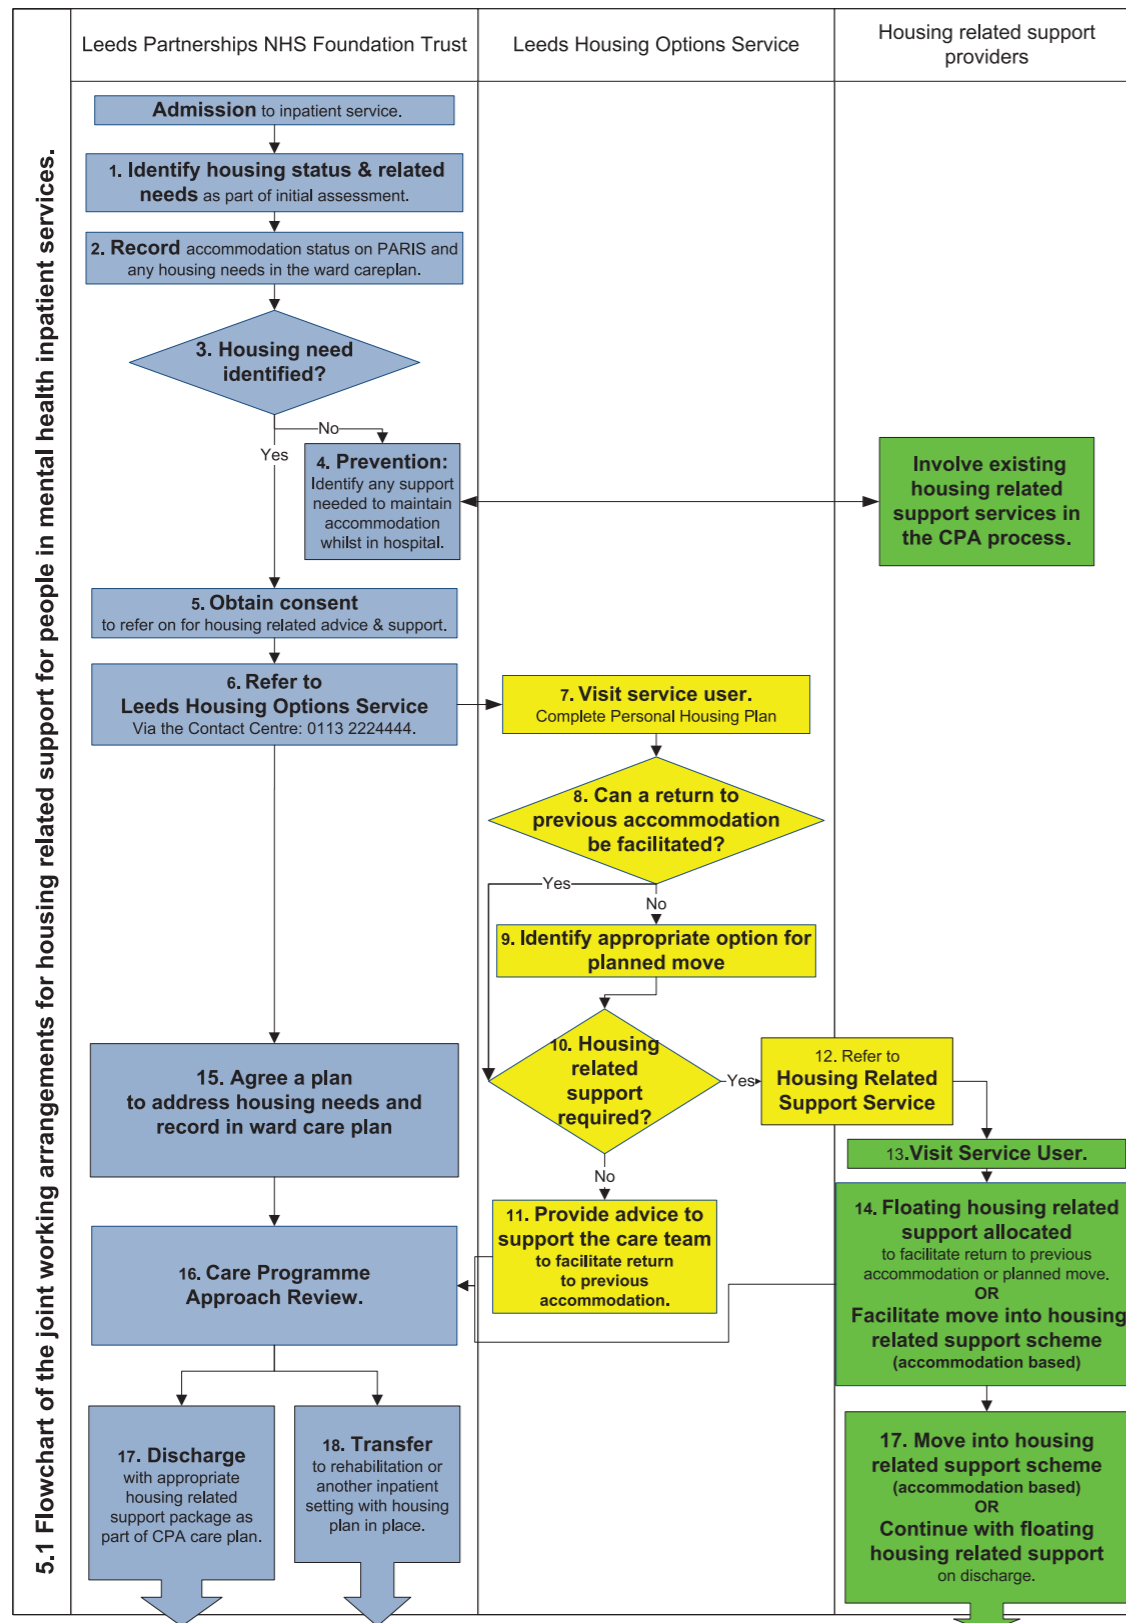 5.1 Flowchart of the joint working arrangements for housing related support for people in mental health inpatient services.
Leeds Partnerships NHS Foundation Trust
Leeds Housing Options Service
Housing related support
providers
Admission to inpatient service.
1. Identify housing status & related
needs as part of initial assessment.
2. Record accommodation status on PARIS and
any housing needs in the ward careplan.
3. Housing need
identified?
No
Yes
4. Prevention:
Identify any support
needed to maintain
accommodation
whilst in hospital.
Involve existing
housing related
support services in
the CPA process.
5. Obtain consent
to refer on for housing related advice & support.
6. Refer to
Leeds Housing Options Service
Via the Contact Centre: 0113 2224444.
7. Visit service user.
Complete Personal Housing Plan
8. Can a return to
previous accommodation
be facilitated?
Yes
No
9. Identify appropriate option for
planned move
10. Housing
related
support
required?
Yes
No
12. Refer to
Housing Related
Support Service
13.Visit Service User.
11. Provide advice to
support the care team
to facilitate return
to previous
accommodation.
14. Floating housing related
support allocated
to facilitate return to previous
accommodation or planned move.
OR
Facilitate move into housing
related support scheme
(accommodation based)
15. Agree a plan
to address housing needs and
record in ward care plan
16. Care Programme
Approach Review.
17. Discharge
with appropriate
housing related
support package as
part of CPA care plan.
18. Transfer
to rehabilitation or
another inpatient
setting with housing
plan in place.
17. Move into housing
related support scheme
(accommodation based)
OR
Continue with floating
housing related support
on discharge.